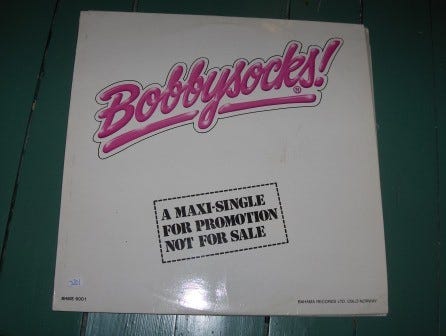 Bobbysocks!
®
A MAXI-SINGLE
FOR PROMOTION
NOT FOR SALE
BAHAMA RECORDS LTD. OSLO NORWAY